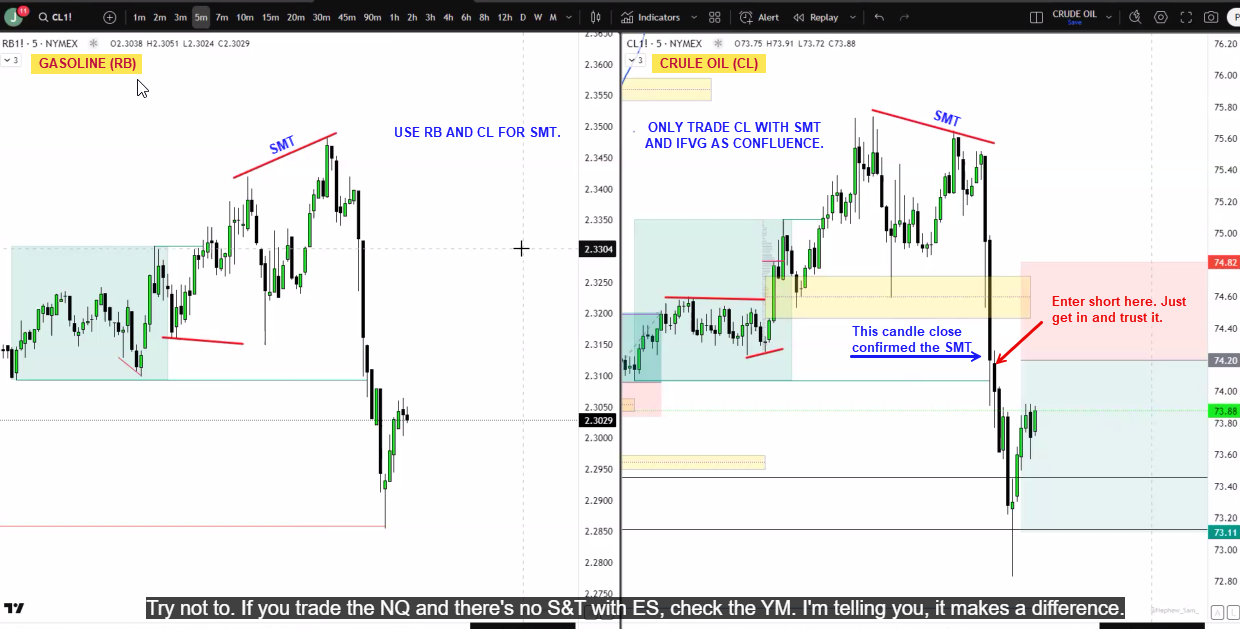 J 11 CL1! 1m 2m 3m 5m 7m 10m 15m 20m 30m 45m 90m 1h 2h 3h 4h 6h 8h 12h D W M Indicators Alert Replay CRUDE OIL Save P
RB1! · 5 · NYMEX O2.3038 H2.3051 L2.3024 C2.3029
3
GASOLINE (RB)
USE RB AND CL FOR SMT.
SMT
2.3650
2.3600
2.3550
2.3500
2.3450
2.3400
2.3350
2.3304
2.3250
2.3200
2.3150
2.3100
2.3050
2.3029
2.3000
2.2950
2.2900
2.2850
2.2800
2.2750
CL1! · 5 · NYMEX O73.75 H73.91 L73.72 C73.88
3
CRULE OIL (CL)
ONLY TRADE CL WITH SMT
AND IFVG AS CONFLUENCE.
SMT
This candle close
confirmed the SMT
Enter short here. Just
get in and trust it.
76.20
76.00
75.80
75.60
75.40
75.20
75.00
74.82
74.60
74.40
74.20
74.00
73.88
73.80
73.60
73.40
73.20
73.11
73.00
72.80
Try not to. If you trade the NQ and there's no S&T with ES, check the YM. I'm telling you, it makes a difference.
@Nephew_Sam_
A L